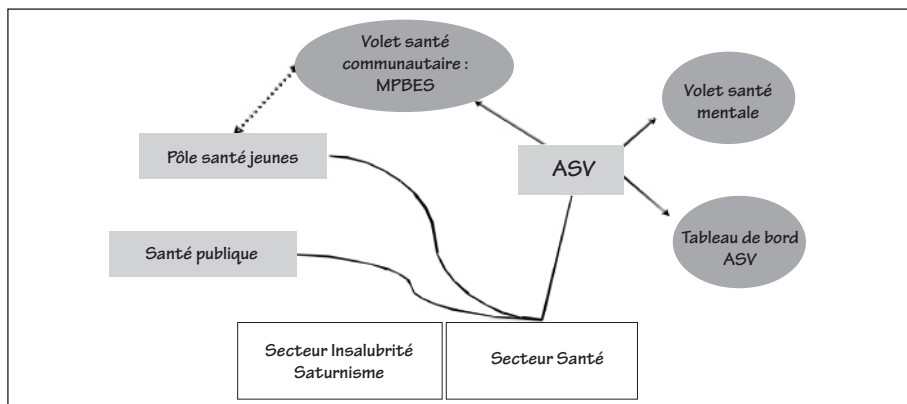 Volet santé
communautaire :
MPBES
Volet santé
mentale
Pôle santé jeunes
ASV
Santé publique
Tableau de bord
ASV
Secteur Insalubrité
Saturnisme
Secteur Santé